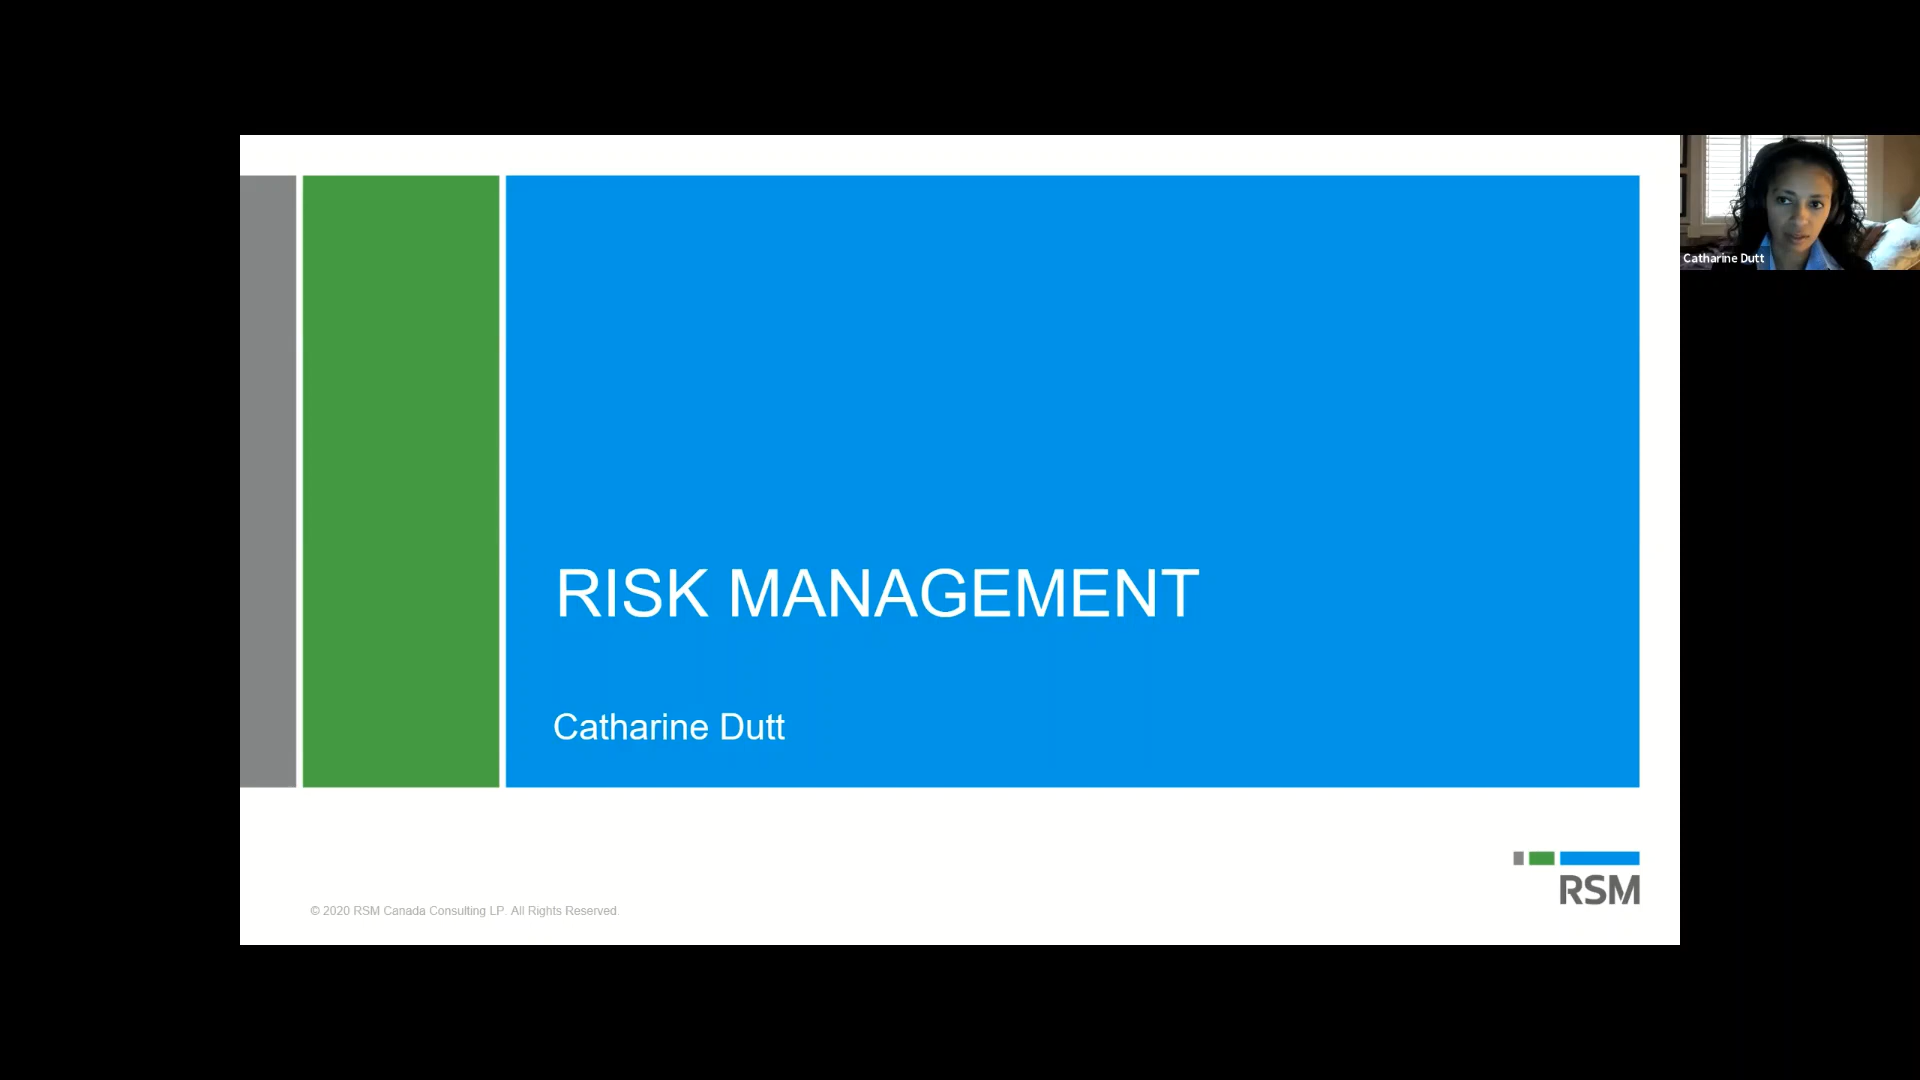 RISK MANAGEMENT
Catharine Dutt
© 2020 RSM Canada Consulting LP. All Rights Reserved.
RSM
Catharine Dutt